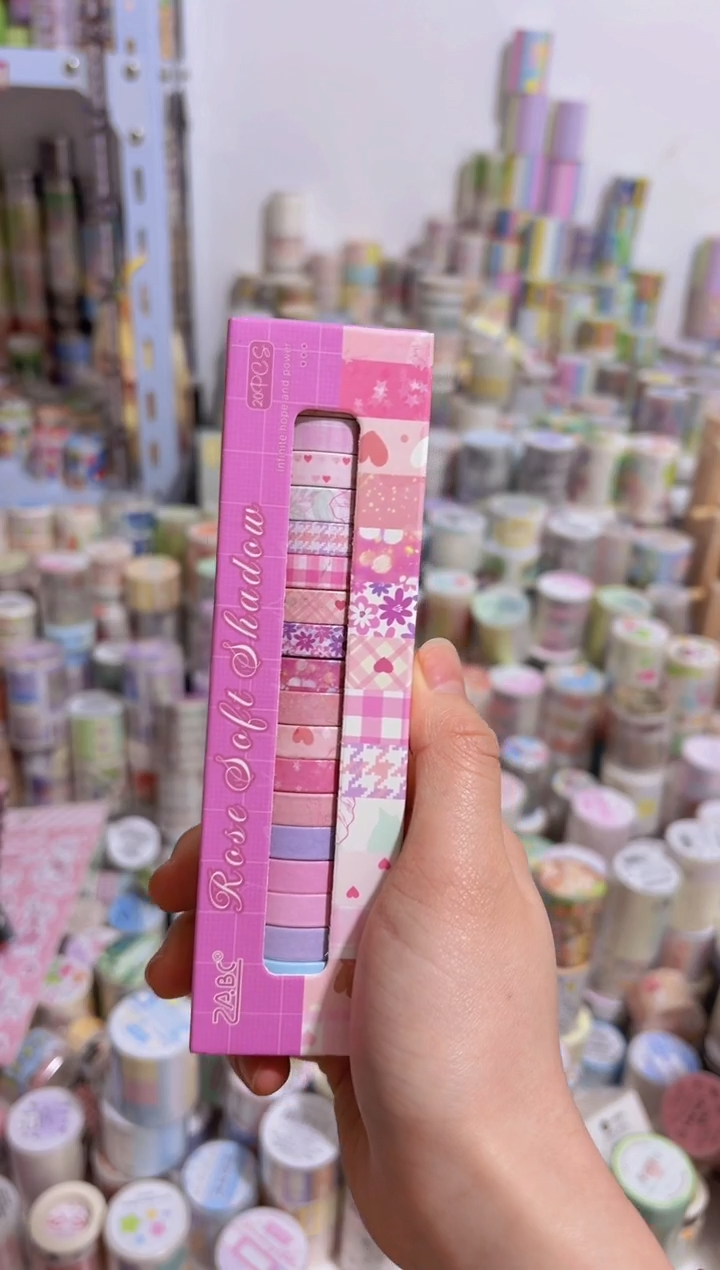 20PCS
infinite hope and power
Rose Soft Shadow
ZABC®